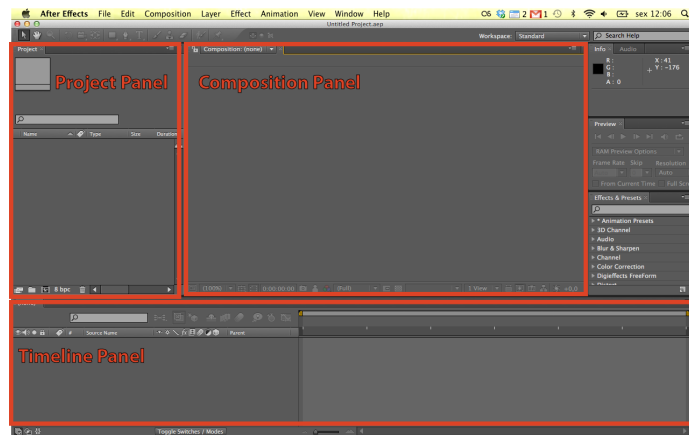 After Effects File Edit Composition Layer Effect Animation View Window Help 2 1 sex 12:06
Untitled Project.aep
Workspace: Standard Search Help
Project
Project Panel
Name Type Size Duration
8 bpc
Composition: (none)
Composition Panel
(100%) 0:00:00:00 (Full) 1 View +0,0
Info Audio
R : X : 41
G : Y : -176
B :
A : 0
Preview
RAM Preview Options
Frame Rate Skip Resolution
Auto
From Current Time Full Scr
Effects & Presets
* Animation Presets
3D Channel
Audio
Blur & Sharpen
Channel
Color Correction
Digieffects FreeForm
Distort
# Source Name Parent
Timeline Panel
Toggle Switches / Modes